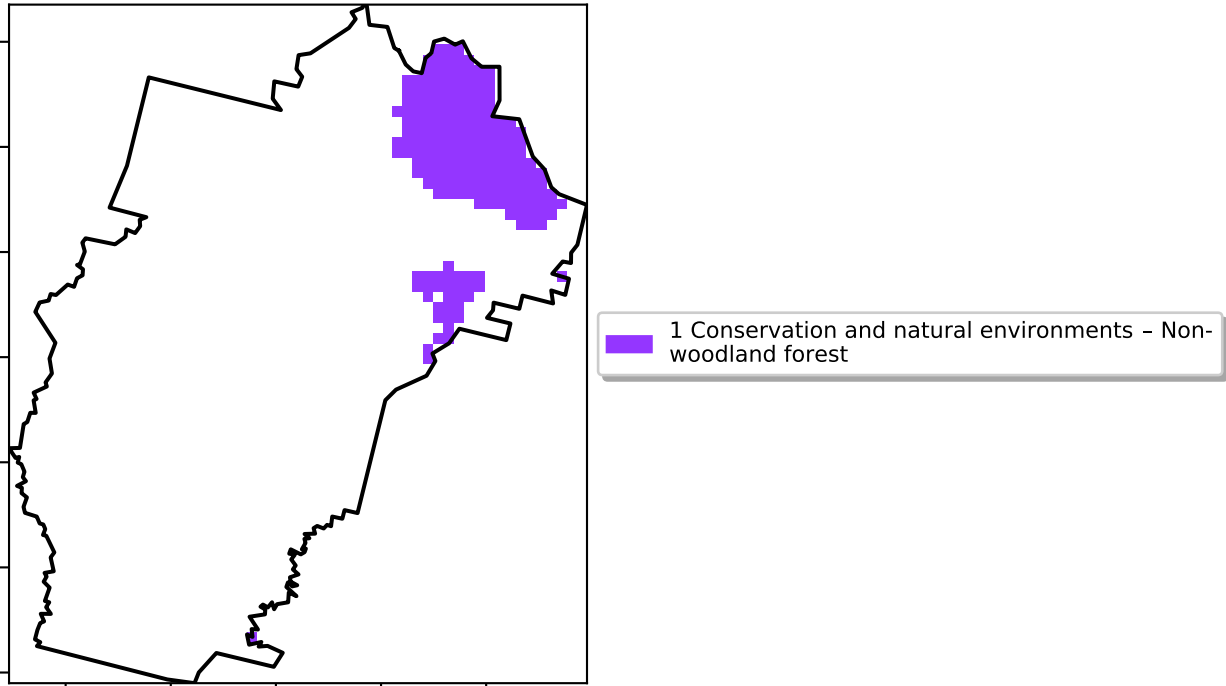 1 Conservation and natural environments – Non-
woodland forest